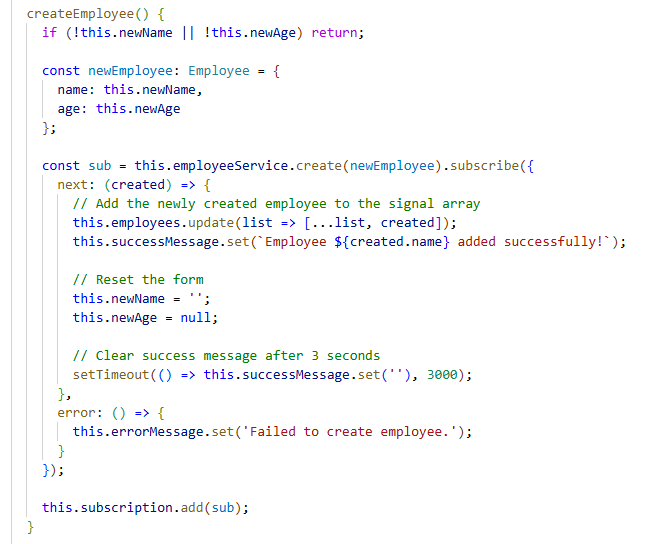 createEmployee() {
if (!this.newName || !this.newAge) return;
const newEmployee: Employee = {
name: this.newName,
age: this.newAge
};
const sub = this.employeeService.create(newEmployee).subscribe({
next: (created) => {
// Add the newly created employee to the signal array
this.employees.update(list => [...list, created]);
this.successMessage.set(`Employee ${created.name} added successfully!`);
// Reset the form
this.newName = '';
this.newAge = null;
// Clear success message after 3 seconds
setTimeout(() => this.successMessage.set(''), 3000);
},
error: () => {
this.errorMessage.set('Failed to create employee.');
}
});
this.subscription.add(sub);
}